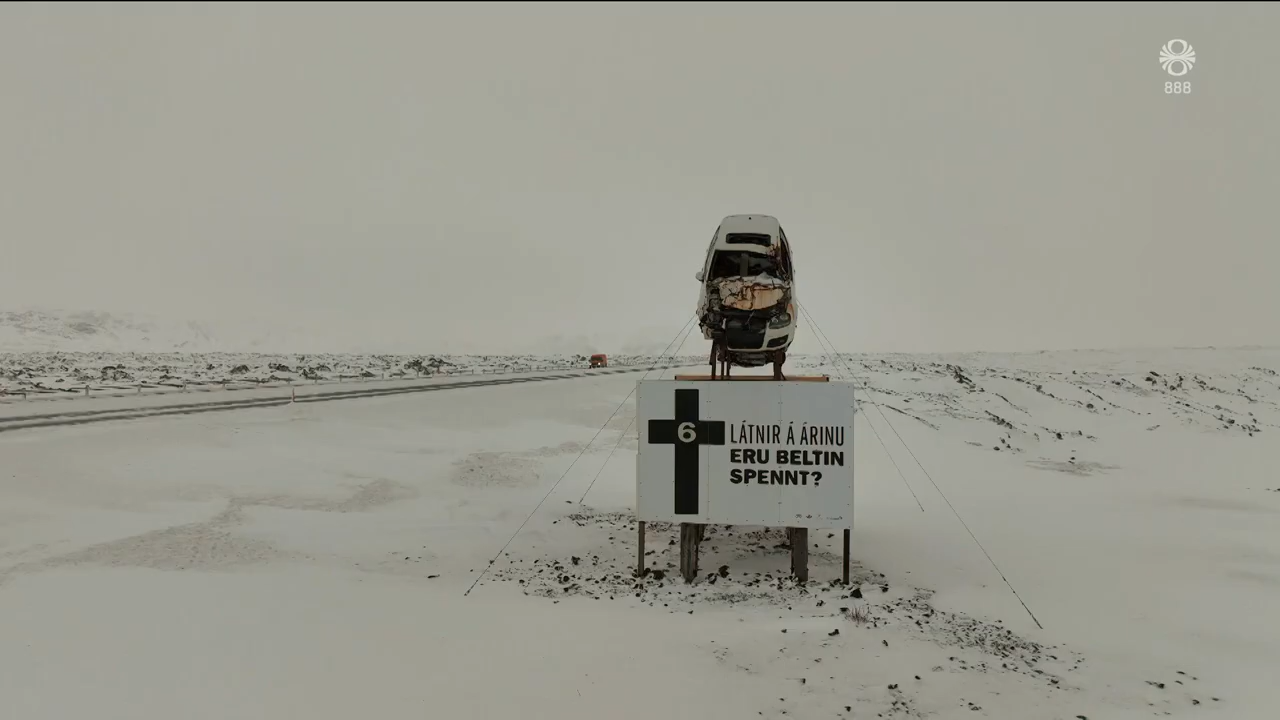 888
6
LÁTNIR Á ÁRINU
ERU BELTIN
SPENNT?